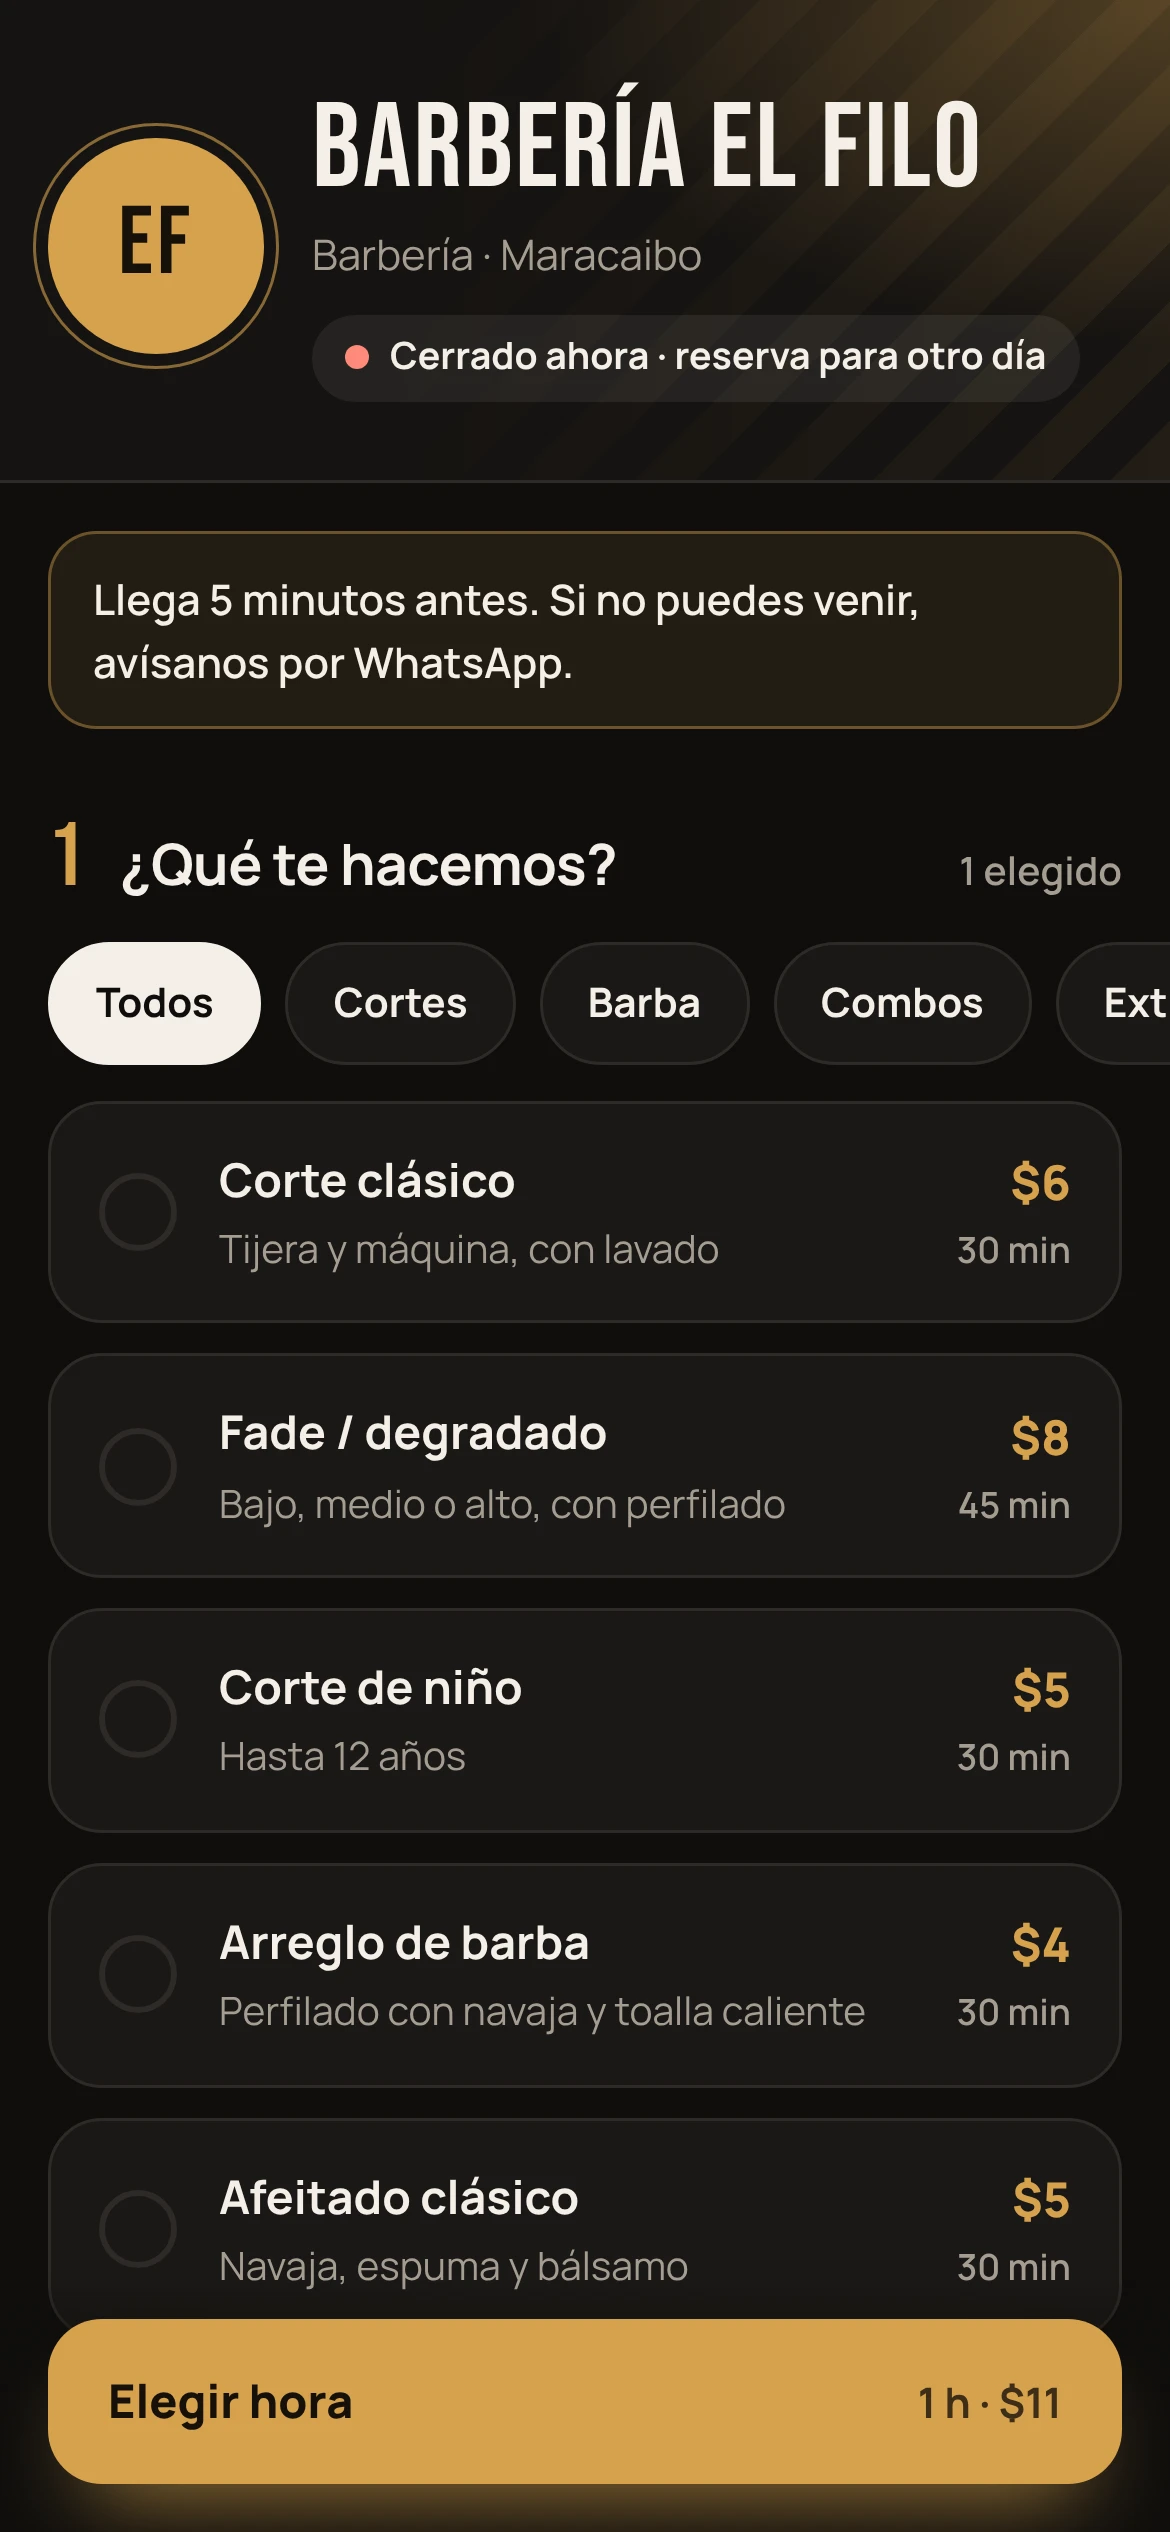 EF
BARBERÍA EL FILO
Barbería · Maracaibo
Cerrado ahora · reserva para otro día
Llega 5 minutos antes. Si no puedes venir,
avísanos por WhatsApp.
1 ¿Qué te hacemos? 1 elegido
Todos Cortes Barba Combos Ext
Corte clásico $6
Tijera y máquina, con lavado 30 min
Fade / degradado $8
Bajo, medio o alto, con perfilado 45 min
Corte de niño $5
Hasta 12 años 30 min
Arreglo de barba $4
Perfilado con navaja y toalla caliente 30 min
Afeitado clásico $5
Navaja, espuma y bálsamo 30 min
Elegir hora 1 h · $11